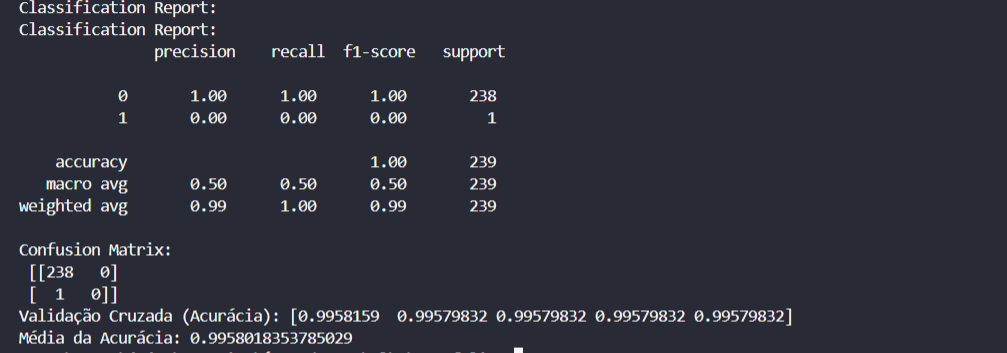 Classification Report:
Classification Report:
precision recall f1-score support
0 1.00 1.00 1.00 238
1 0.00 0.00 0.00 1
accuracy 1.00 239
macro avg 0.50 0.50 0.50 239
weighted avg 0.99 1.00 0.99 239
Confusion Matrix:
[[238 0]
[ 1 0]]
Validação Cruzada (Acurácia): [0.9958159 0.99579832 0.99579832 0.99579832 0.99579832]
Média da Acurácia: 0.9958018353785029